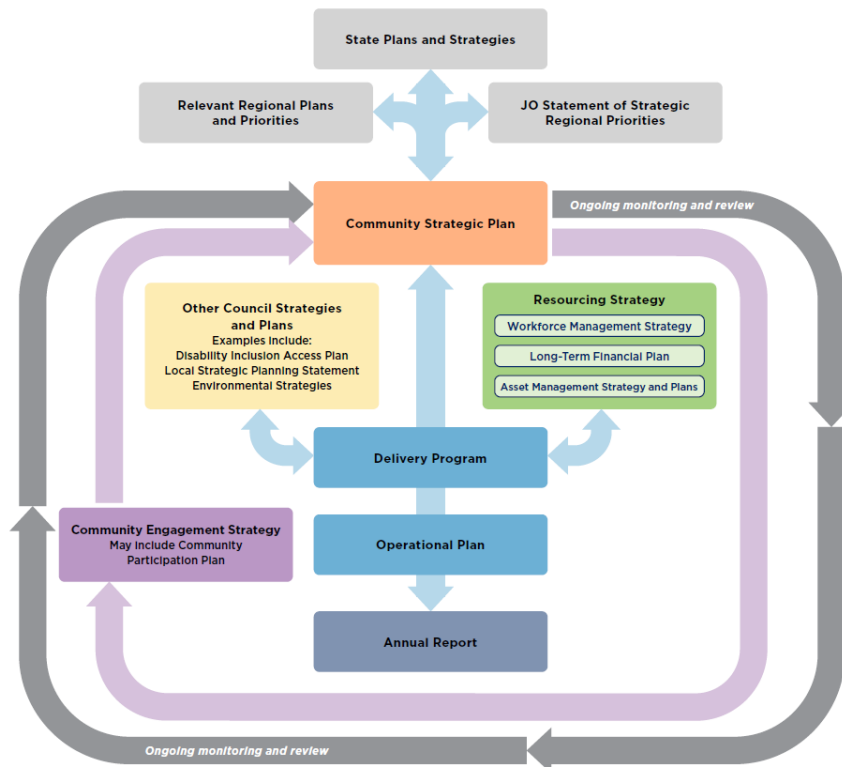 State Plans and Strategies
Relevant Regional Plans
and Priorities
JO Statement of Strategic
Regional Priorities
Community Strategic Plan
Ongoing monitoring and review
Other Council Strategies
and Plans
Examples Include:
Disability Inclusion Access Plan
Local Strategic Planning Statement
Environmental Strategies
Resourcing Strategy
Workforce Management Strategy
Long-Term Financial Plan
Asset Management Strategy and Plans
Delivery Program
Community Engagement Strategy
May Include Community
Participation Plan
Operational Plan
Annual Report
Ongoing monitoring and review